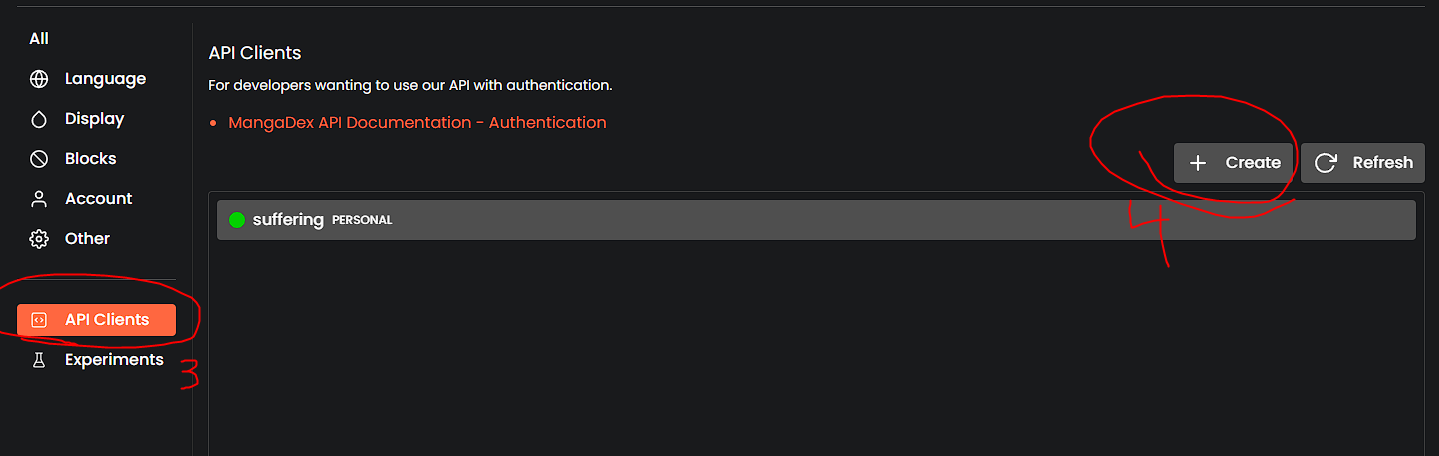 All
Language
Display
Blocks
Account
Other
API Clients
Experiments
3
API Clients
For developers wanting to use our API with authentication.
MangaDex API Documentation - Authentication
Create
Refresh
4
suffering PERSONAL